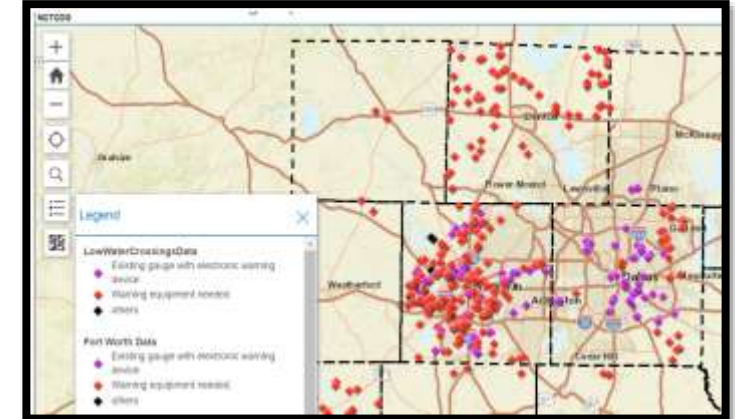 NCTCOG
Graham
Denton
McKinney
Flower Mound
Lewisville
Plano
Garland
Weatherford
Arlington
Dallas
Mesquite
Cedar Hill
Legend
LowWaterCrossingsData
Existing gauge with electronic warning
device
Warning equipment needed
others
Fort Worth Data
Existing gauge with electronic warning
device
Warning equipment needed
others